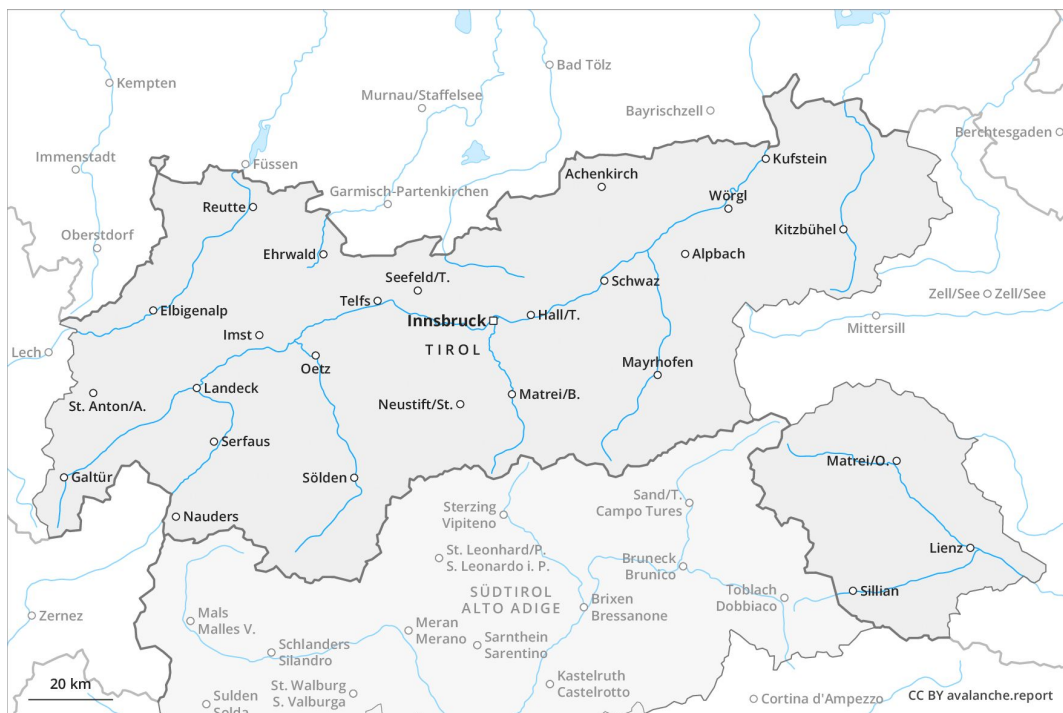 Kempten
Bad Tölz
Murnau/Staffelsee
Bayrischzell
Berchtesgaden
Immenstadt
Füssen
Kufstein
Garmisch-Partenkirchen
Achenkirch
Reutte
Wörgl
Oberstdorf
Kitzbühel
Ehrwald
Alpbach
Seefeld/T.
Schwaz
Zell/See
Zell/See
Telfs
Elbigenalp
Hall/T.
Innsbruck
Mittersill
Imst
TIROL
Lech
Oetz
Mayrhofen
Landeck
St. Anton/A.
Neustift/St.
Matrei/B.
Serfaus
Matrei/O.
Galtür
Sölden
Sand/T.
Campo Tures
Sterzing
Vipiteno
Nauders
Lienz
St. Leonhard/P.
S. Leonardo i. P.
Bruneck
Brunico
SÜDTIROL
ALTO ADIGE
Sillian
Toblach
Dobbiaco
Brixen
Bressanone
Zernez
Mals
Malles V.
Meran
Merano
Sarnthein
Sarentino
Schlanders
Silandro
Kastelruth
Castelrotto
20 km
St. Walburg
S. Valburga
Sulden
Solda
Cortina d'Ampezzo
CC BY avalanche.report